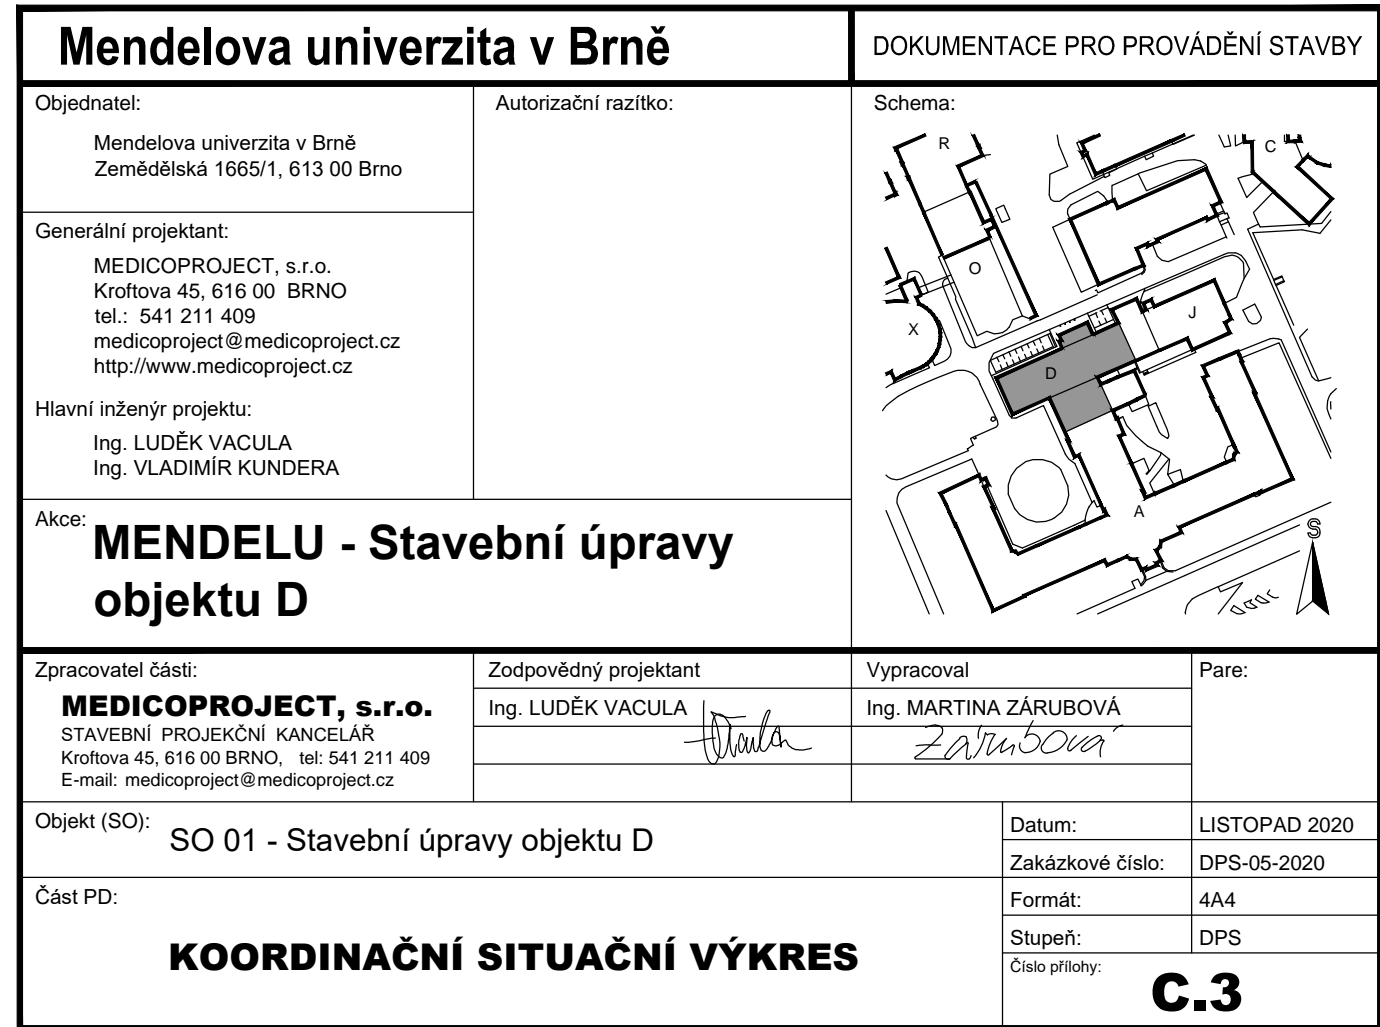 Mendelova univerzita v Brně
DOKUMENTACE PRO PROVÁDĚNÍ STAVBY
Objednatel:
Mendelova univerzita v Brně
Zemědělská 1665/1, 613 00 Brno
Generální projektant:
MEDICOPROJECT, s.r.o.
Kroftova 45, 616 00 BRNO
tel.: 541 211 409
medicoproject@medicoproject.cz
http://www.medicoproject.cz
Hlavní inženýr projektu:
Ing. LUDĚK VACULA
Ing. VLADIMÍR KUNDERA
Autorizační razítko:
Schema:
R
C
O
X
J
D
A
S
Akce:
MENDELU - Stavební úpravy
objektu D
Zpracovatel části:
MEDICOPROJECT, s.r.o.
STAVEBNÍ PROJEKČNÍ KANCELÁŘ
Kroftova 45, 616 00 BRNO, tel: 541 211 409
E-mail: medicoproject@medicoproject.cz
Zodpovědný projektant
Ing. LUDĚK VACULA
Vacula
Vypracoval
Ing. MARTINA ZÁRUBOVÁ
Zárubová
Pare:
Objekt (SO):
SO 01 - Stavební úpravy objektu D
Datum: LISTOPAD 2020
Zakázkové číslo: DPS-05-2020
Část PD:
KOORDINAČNÍ SITUAČNÍ VÝKRES
Formát: 4A4
Stupeň: DPS
Číslo přílohy:
C.3